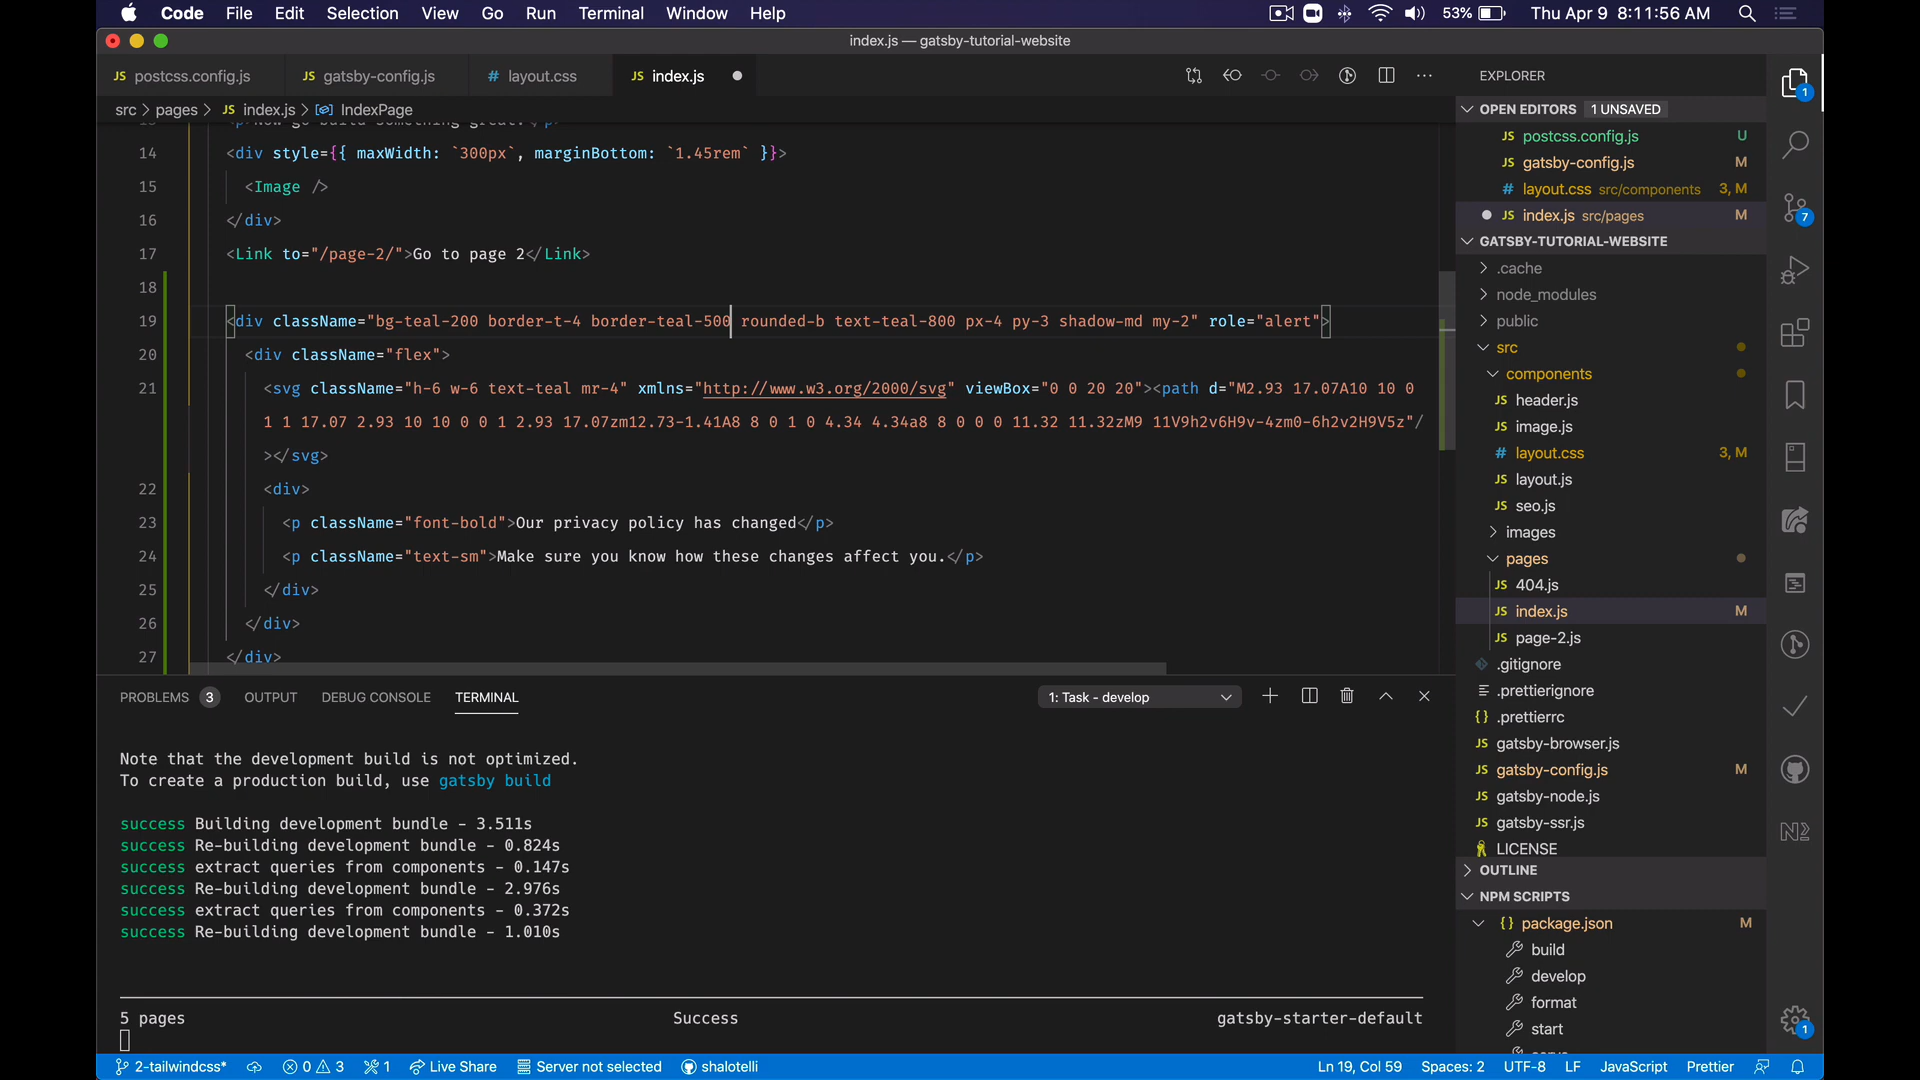 Code File Edit Selection View Go Run Terminal Window Help 53% Thu Apr 9 8:11:56 AM
index.js — gatsby-tutorial-website
JS postcss.config.js JS gatsby-config.js # layout.css JS index.js
src > pages > JS index.js > IndexPage
<p>Now go build something great.</p>
14 <div style={{ maxWidth: `300px`, marginBottom: `1.45rem` }}>
15 <Image />
16 </div>
17 <Link to="/page-2/">Go to page 2</Link>
18
19 <div className="bg-teal-200 border-t-4 border-teal-500 rounded-b text-teal-800 px-4 py-3 shadow-md my-2" role="alert">
20 <div className="flex">
21 <svg className="h-6 w-6 text-teal mr-4" xmlns="http://www.w3.org/2000/svg" viewBox="0 0 20 20"><path d="M2.93 17.07A10 10 0
1 1 17.07 2.93 10 10 0 0 1 2.93 17.07zm12.73-1.41A8 8 0 1 0 4.34 4.34a8 8 0 0 0 11.32 11.32zM9 11V9h2v6H9v-4zm0-6h2v2H9V5z"/
></svg>
22 <div>
23 <p className="font-bold">Our privacy policy has changed</p>
24 <p className="text-sm">Make sure you know how these changes affect you.</p>
25 </div>
26 </div>
27 </div>
PROBLEMS 3 OUTPUT DEBUG CONSOLE TERMINAL 1: Task - develop
Note that the development build is not optimized.
To create a production build, use gatsby build
success Building development bundle - 3.511s
success Re-building development bundle - 0.824s
success extract queries from components - 0.147s
success Re-building development bundle - 2.976s
success extract queries from components - 0.372s
success Re-building development bundle - 1.010s
5 pages Success gatsby-starter-default
EXPLORER
OPEN EDITORS 1 UNSAVED
JS postcss.config.js U
JS gatsby-config.js M
# layout.css src/components 3, M
JS index.js src/pages M
GATSBY-TUTORIAL-WEBSITE
.cache
node_modules
public
src
components
JS header.js
JS image.js
# layout.css 3, M
JS layout.js
JS seo.js
images
pages
JS 404.js
JS index.js M
JS page-2.js
.gitignore
.prettierignore
{} .prettierrc
JS gatsby-browser.js
JS gatsby-config.js M
JS gatsby-node.js
JS gatsby-ssr.js
LICENSE
OUTLINE
NPM SCRIPTS
{} package.json M
build
develop
format
start
1
7
1
2-tailwindcss* 0 3 1 Live Share Server not selected shalotelli Ln 19, Col 59 Spaces: 2 UTF-8 LF JavaScript Prettier